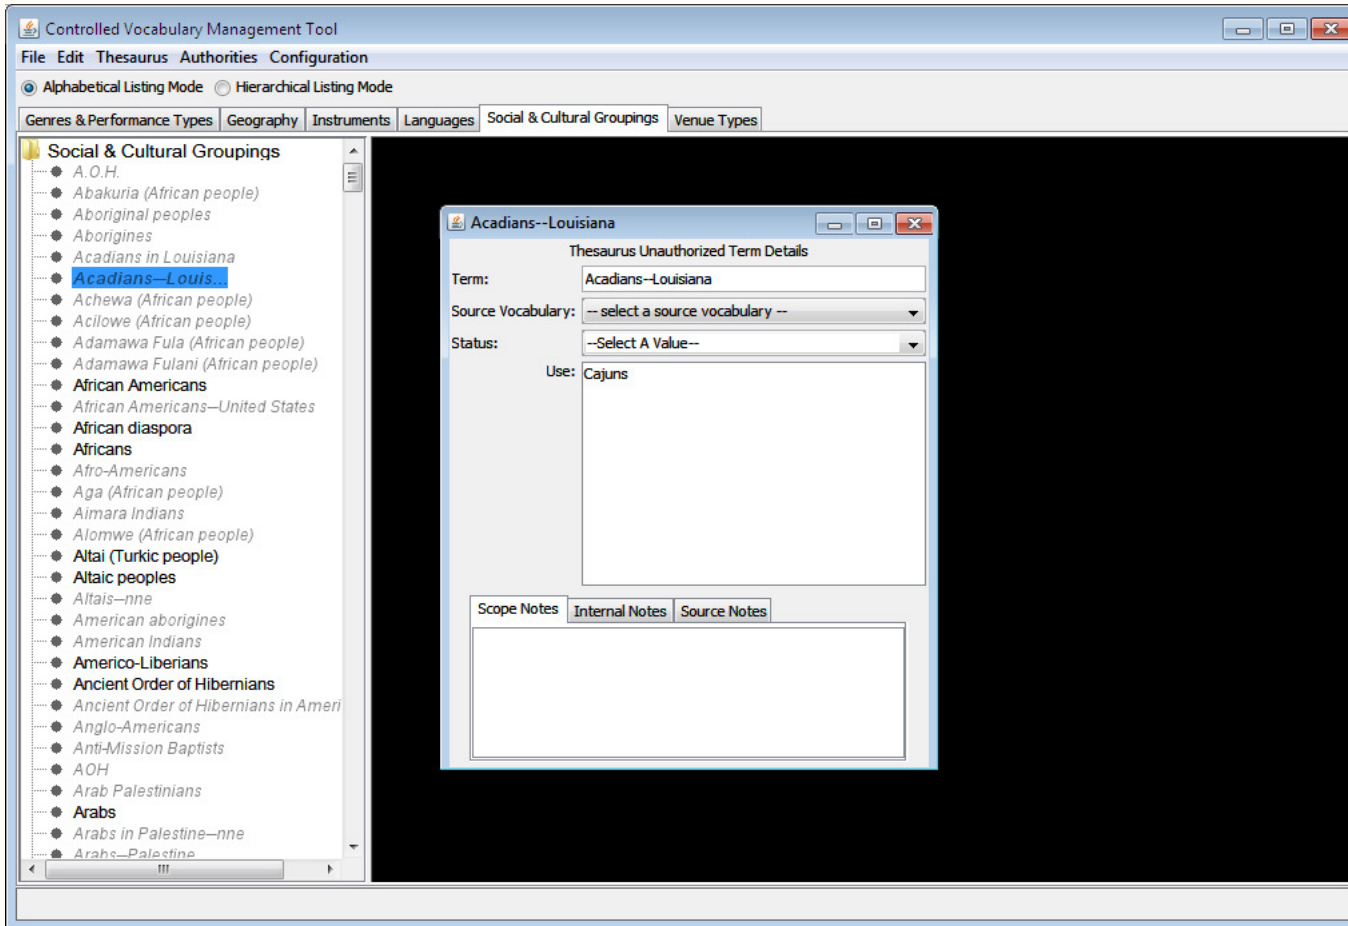 Controlled Vocabulary Management Tool
File Edit Thesaurus Authorities Configuration
Alphabetical Listing Mode Hierarchical Listing Mode
Genres & Performance Types Geography Instruments Languages Social & Cultural Groupings Venue Types
Social & Cultural Groupings
A.O.H.
Abakuria (African people)
Aboriginal peoples
Aborigines
Acadians in Louisiana
Acadians—Louis...
Achewa (African people)
Acilowe (African people)
Adamawa Fula (African people)
Adamawa Fulani (African people)
African Americans
African Americans—United States
African diaspora
Africans
Afro-Americans
Aga (African people)
Aimara Indians
Alomwe (African people)
Altai (Turkic people)
Altaic peoples
Altais—nne
American aborigines
American Indians
Americo-Liberians
Ancient Order of Hibernians
Ancient Order of Hibernians in Ameri
Anglo-Americans
Anti-Mission Baptists
AOH
Arab Palestinians
Arabs
Arabs in Palestine—nne
Arabs—Palestine
Acadians--Louisiana
Thesaurus Unauthorized Term Details
Term: Acadians--Louisiana
Source Vocabulary: -- select a source vocabulary --
Status: --Select A Value--
Use: Cajuns
Scope Notes Internal Notes Source Notes